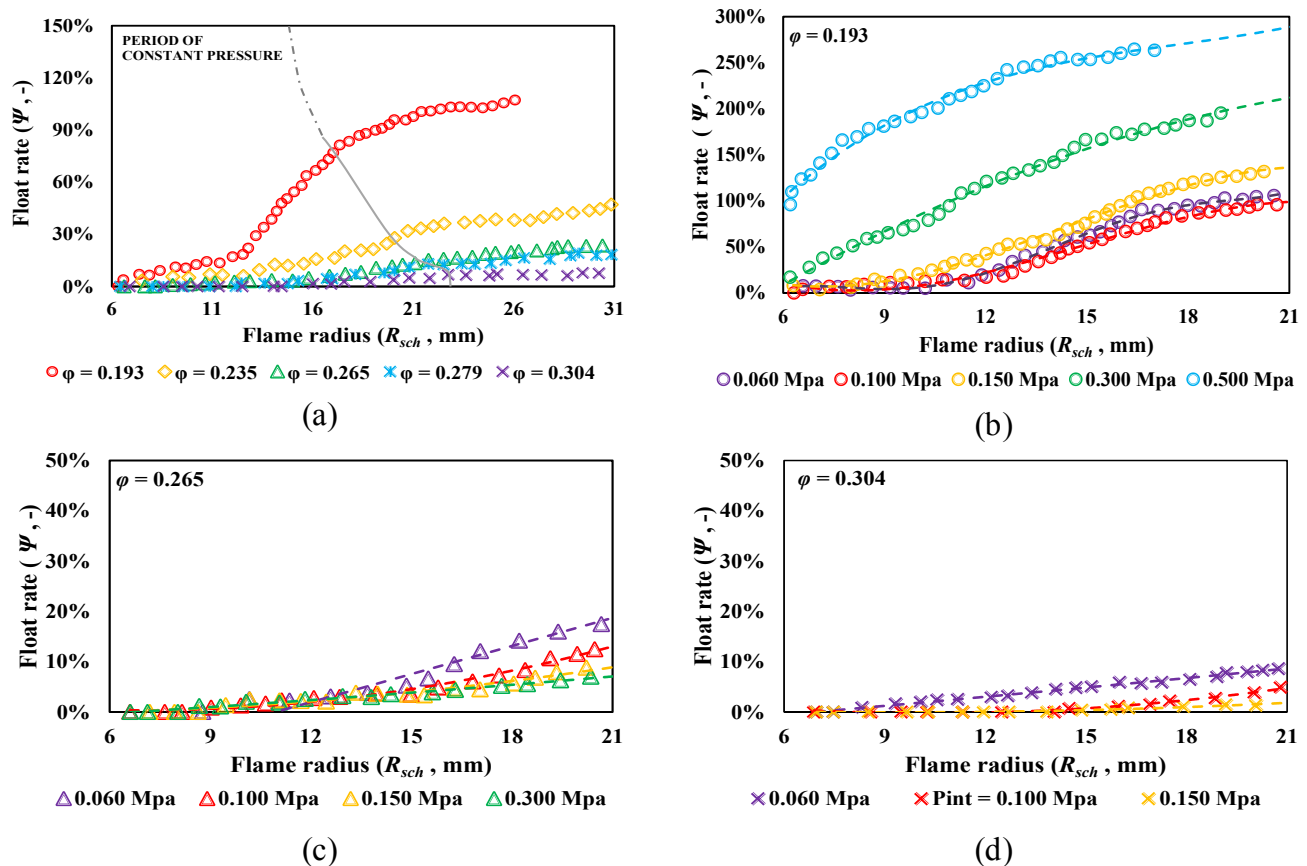 150%
120%
90%
60%
30%
0%
Float rate (Ψ, -)
PERIOD OF
CONSTANT PRESSURE
6 11 16 21 26 31
Flame radius (R_sch , mm)
φ = 0.193 φ = 0.235 φ = 0.265 φ = 0.279 φ = 0.304
(a)
300%
250%
200%
150%
100%
50%
0%
Float rate ( Ψ, -)
φ = 0.193
6 9 12 15 18 21
Flame radius (R_sch , mm)
0.060 Mpa 0.100 Mpa 0.150 Mpa 0.300 Mpa 0.500 Mpa
(b)
50%
40%
30%
20%
10%
0%
Float rate ( Ψ, -)
φ = 0.265
6 9 12 15 18 21
Flame radius (R_sch , mm)
0.060 Mpa 0.100 Mpa 0.150 Mpa 0.300 Mpa
(c)
50%
40%
30%
20%
10%
0%
Float rate ( Ψ, -)
φ = 0.304
6 9 12 15 18 21
Flame radius (R_sch , mm)
0.060 Mpa Pint = 0.100 Mpa 0.150 Mpa
(d)